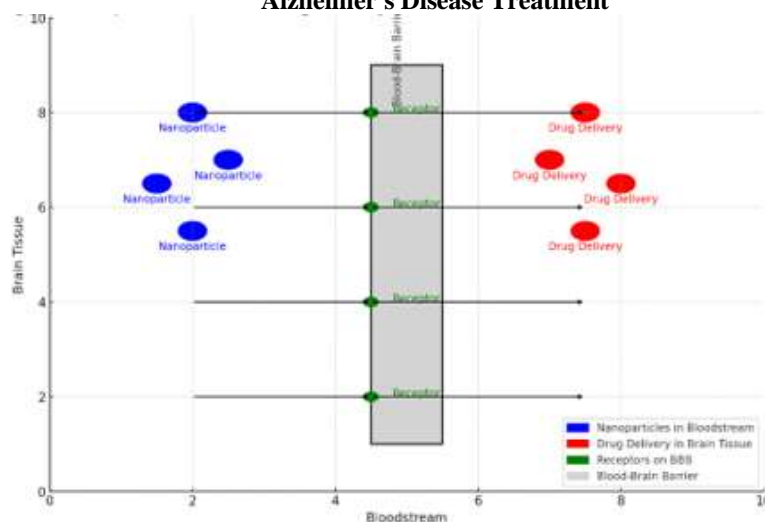 Alzheimer's Disease Treatment
10
Blood-Brain Barri
8
Receptor
Nanoparticle
Drug Delivery
Nanoparticle
Drug Delivery
Nanoparticle
Drug Delivery
6
Receptor
Nanoparticle
Drug Delivery
Brain Tissue
4
Receptor
2
Receptor
Nanoparticles in Bloodstream
Drug Delivery in Brain Tissue
Receptors on BBB
Blood-Brain Barrier
0
0
2
4
6
8
10
Bloodstream